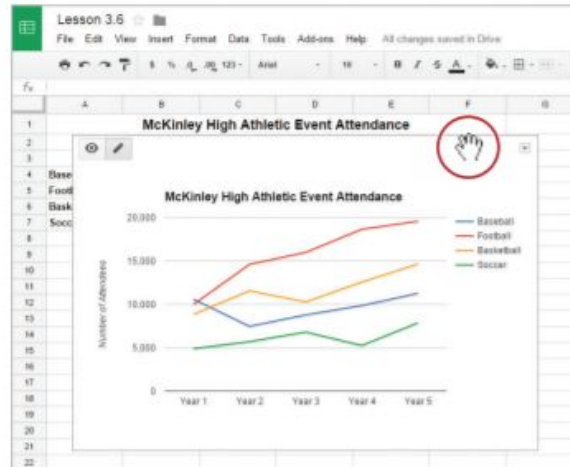 Lesson 3.6
File Edit View Insert Format Data Tools Add-ons Help All changes saved in Drive
$ % .0_ .00_ 123 - Arial - 10 - B I S A
fx
A B C D E F G
1 McKinley High Athletic Event Attendance
2
3
4 Base
5 Footl
6 Bask
7 Socc
8
9
10
11
12
13
14
15
16
17
18
19
20
21
22
McKinley High Athletic Event Attendance
20,000
15,000
10,000
5,000
0
Number of Attendees
Year 1 Year 2 Year 3 Year 4 Year 5
Baseball
Football
Basketball
Soccer